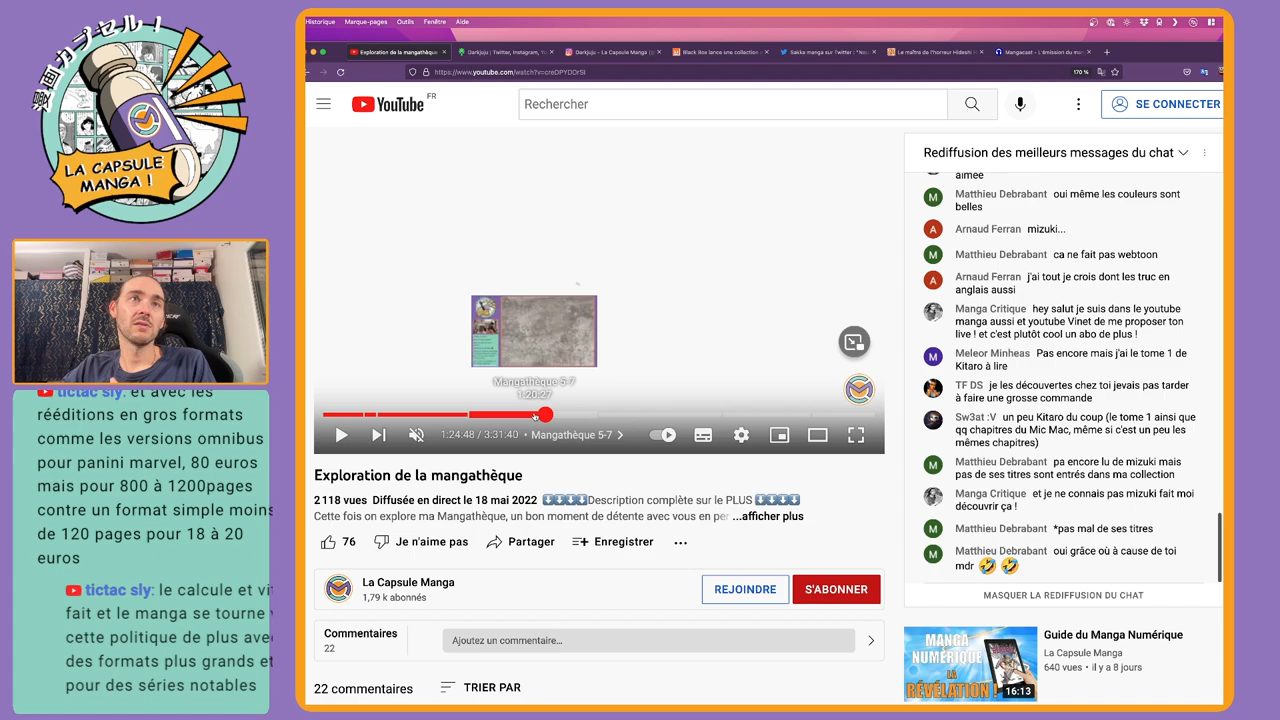 漫画カプセル!
LA CAPSULE
MANGA !
tictac sly: et avec les
rééditions en gros formats
comme les versions omnibus
pour panini marvel, 80 euros
mais pour 800 à 1200pages
contre un format simple moins
de 120 pages pour 18 à 20
euros
tictac sly: le calcule et vi
fait et le manga se tourne
cette politique de plus ave
des formats plus grands et
pour des séries notables
Historique Marque-pages Outils Fenêtre Aide
Exploration de la mangathèque
Darkjuju | Twitter, Instagram, Y
Darkjuju - La Capsule Manga (
Black Box lance une collection
Sakka manga sur Twitter : "No
Le maître de l'horreur Hideshi H
Mangacast - L'émission du ma
https://www.youtube.com/watch?v=creDPYDDrSI
170 %
YouTube FR
Rechercher
SE CONNECTER
Mangathèque 5-7
1:20:27
1:24:48 / 3:31:40 • Mangathèque 5-7
Exploration de la mangathèque
2 118 vues Diffusée en direct le 18 mai 2022 Description complète sur le PLUS
Cette fois on explore ma Mangathèque, un bon moment de détente avec vous en per ...afficher plus
76 Je n'aime pas Partager Enregistrer
La Capsule Manga
1,79 k abonnés
REJOINDRE
S'ABONNER
Commentaires
22
Ajoutez un commentaire...
22 commentaires TRIER PAR
Rediffusion des meilleurs messages du chat
aimee
Matthieu Debrabant oui même les couleurs sont
belles
Arnaud Ferran mizuki...
Matthieu Debrabant ca ne fait pas webtoon
Arnaud Ferran j'ai tout je crois dont les truc en
anglais aussi
Manga Critique hey salut je suis dans le youtube
manga aussi et youtube Vinet de me proposer ton
live ! et c'est plutôt cool un abo de plus !
Meleor Minheas Pas encore mais j'ai le tome 1 de
Kitaro à lire
TF DS je les découvertes chez toi jevais pas tarder
à faire une grosse commande
Sw3at :V un peu Kitaro du coup (le tome 1 ainsi que
qq chapitres du Mic Mac, même si c'est un peu les
mêmes chapitres)
Matthieu Debrabant pa encore lu de mizuki mais
pas de ses titres sont entrés dans ma collection
Manga Critique et je ne connais pas mizuki fait moi
découvrir ça !
Matthieu Debrabant *pas mal de ses titres
Matthieu Debrabant oui grâce où à cause de toi
mdr 🤣 🤣
MASQUER LA REDIFFUSION DU CHAT
MANGA
NUMÉRIQUE
LA
RÉVÉLATION !
16:13
Guide du Manga Numérique
La Capsule Manga
640 vues • il y a 8 jours